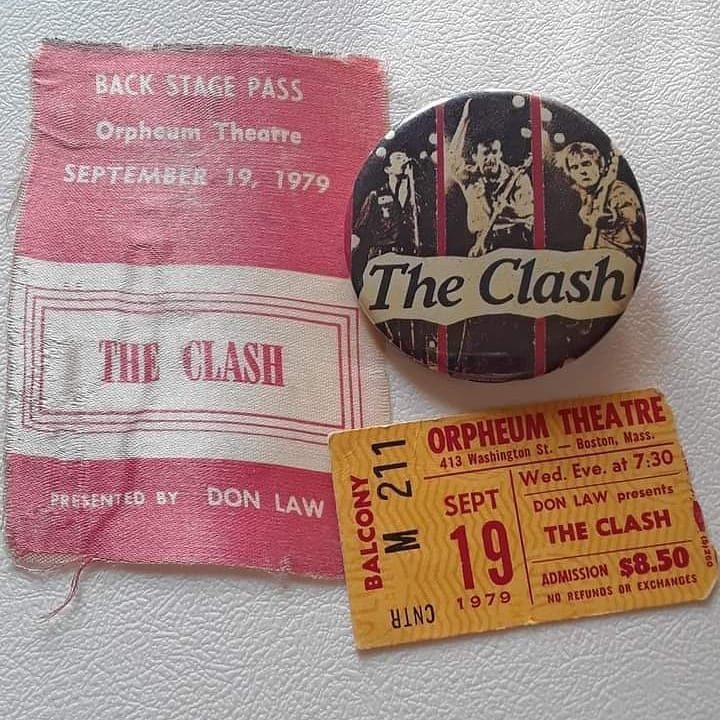 BACK STAGE PASS
Orpheum Theatre
SEPTEMBER 19, 1979
THE CLASH
PRESENTED BY DON LAW
The Clash
ORPHEUM THEATRE
413 Washington St. — Boston, Mass.
Wed. Eve. at 7:30
DON LAW presents
THE CLASH
ADMISSION $8.50
NO REFUNDS OR EXCHANGES
SEPT
19
1979
BALCONY
M 211
CNTR